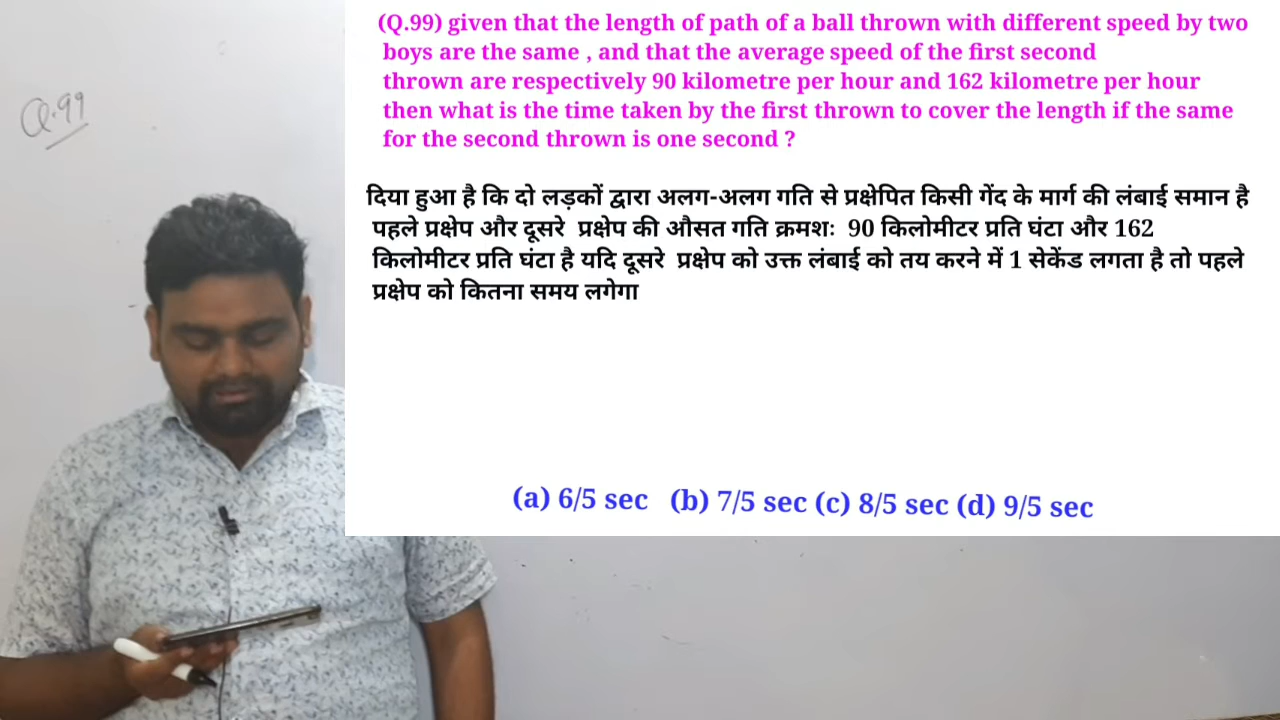 Q.99
(Q.99) given that the length of path of a ball thrown with different speed by two
boys are the same , and that the average speed of the first second
thrown are respectively 90 kilometre per hour and 162 kilometre per hour
then what is the time taken by the first thrown to cover the length if the same
for the second thrown is one second ?
दिया हुआ है कि दो लड़कों द्वारा अलग-अलग गति से प्रक्षेपित किसी गेंद के मार्ग की लंबाई समान है
पहले प्रक्षेप और दूसरे प्रक्षेप की औसत गति क्रमशः 90 किलोमीटर प्रति घंटा और 162
किलोमीटर प्रति घंटा है यदि दूसरे प्रक्षेप को उक्त लंबाई को तय करने में 1 सेकेंड लगता है तो पहले
प्रक्षेप को कितना समय लगेगा
(a) 6/5 sec (b) 7/5 sec (c) 8/5 sec (d) 9/5 sec